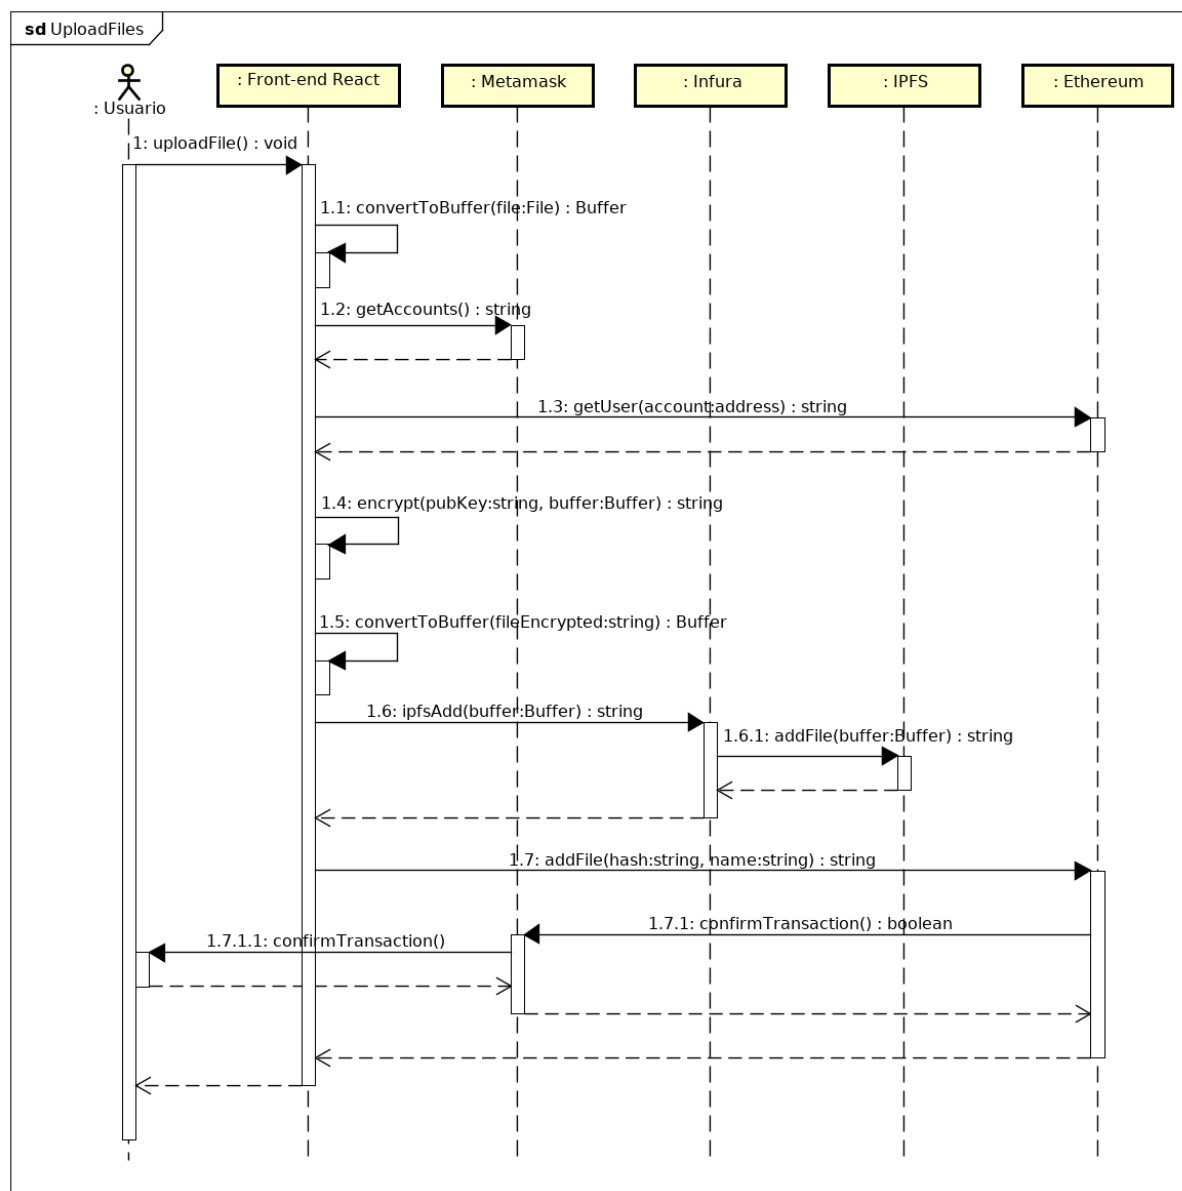 sd UploadFiles
: Usuario
: Front-end React
: Metamask
: Infura
: IPFS
: Ethereum
1: uploadFile() : void
1.1: convertToBuffer(file:File) : Buffer
1.2: getAccounts() : string
1.3: getUser(account:address) : string
1.4: encrypt(pubKey:string, buffer:Buffer) : string
1.5: convertToBuffer(fileEncrypted:string) : Buffer
1.6: ipfsAdd(buffer:Buffer) : string
1.6.1: addFile(buffer:Buffer) : string
1.7: addFile(hash:string, name:string) : string
1.7.1: confirmTransaction() : boolean
1.7.1.1: confirmTransaction()